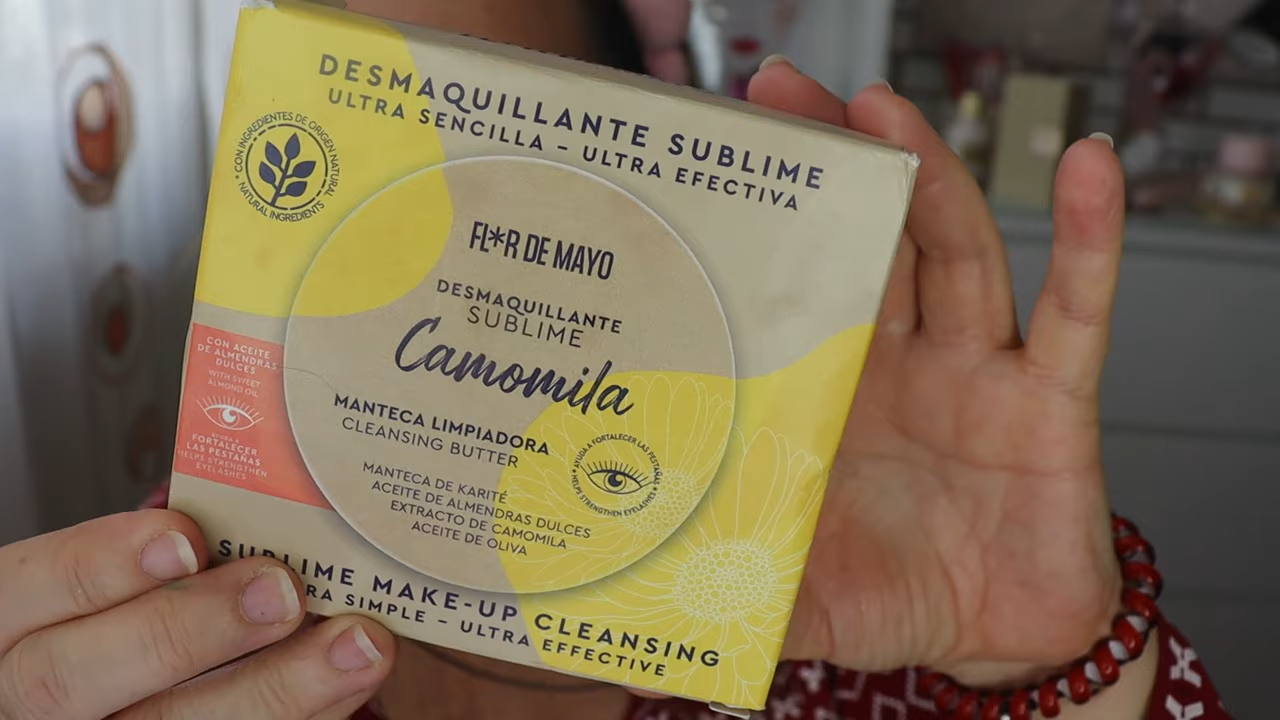 DESMAQUILLANTE SUBLIME
ULTRA SENCILLA – ULTRA EFECTIVA
• CON INGREDIENTES DE ORIGEN NATURAL •
NATURAL INGREDIENTS
FL*R DE MAYO
DESMAQUILLANTE
SUBLIME
Camomila
MANTECA LIMPIADORA
CLEANSING BUTTER
MANTECA DE KARITÉ
ACEITE DE ALMENDRAS DULCES
EXTRACTO DE CAMOMILA
ACEITE DE OLIVA
• AYUDA A FORTALECER LAS PESTAÑAS •
HELPS STRENGTHEN EYELASHES
CON ACEITE
DE ALMENDRAS
DULCES
WITH SWEET
ALMOND OIL
AYUDA A
FORTALECER
LAS PESTAÑAS
HELPS STRENGTHEN
EYELASHES
SUBLIME MAKE-UP CLEANSING
RA SIMPLE – ULTRA EFFECTIVE